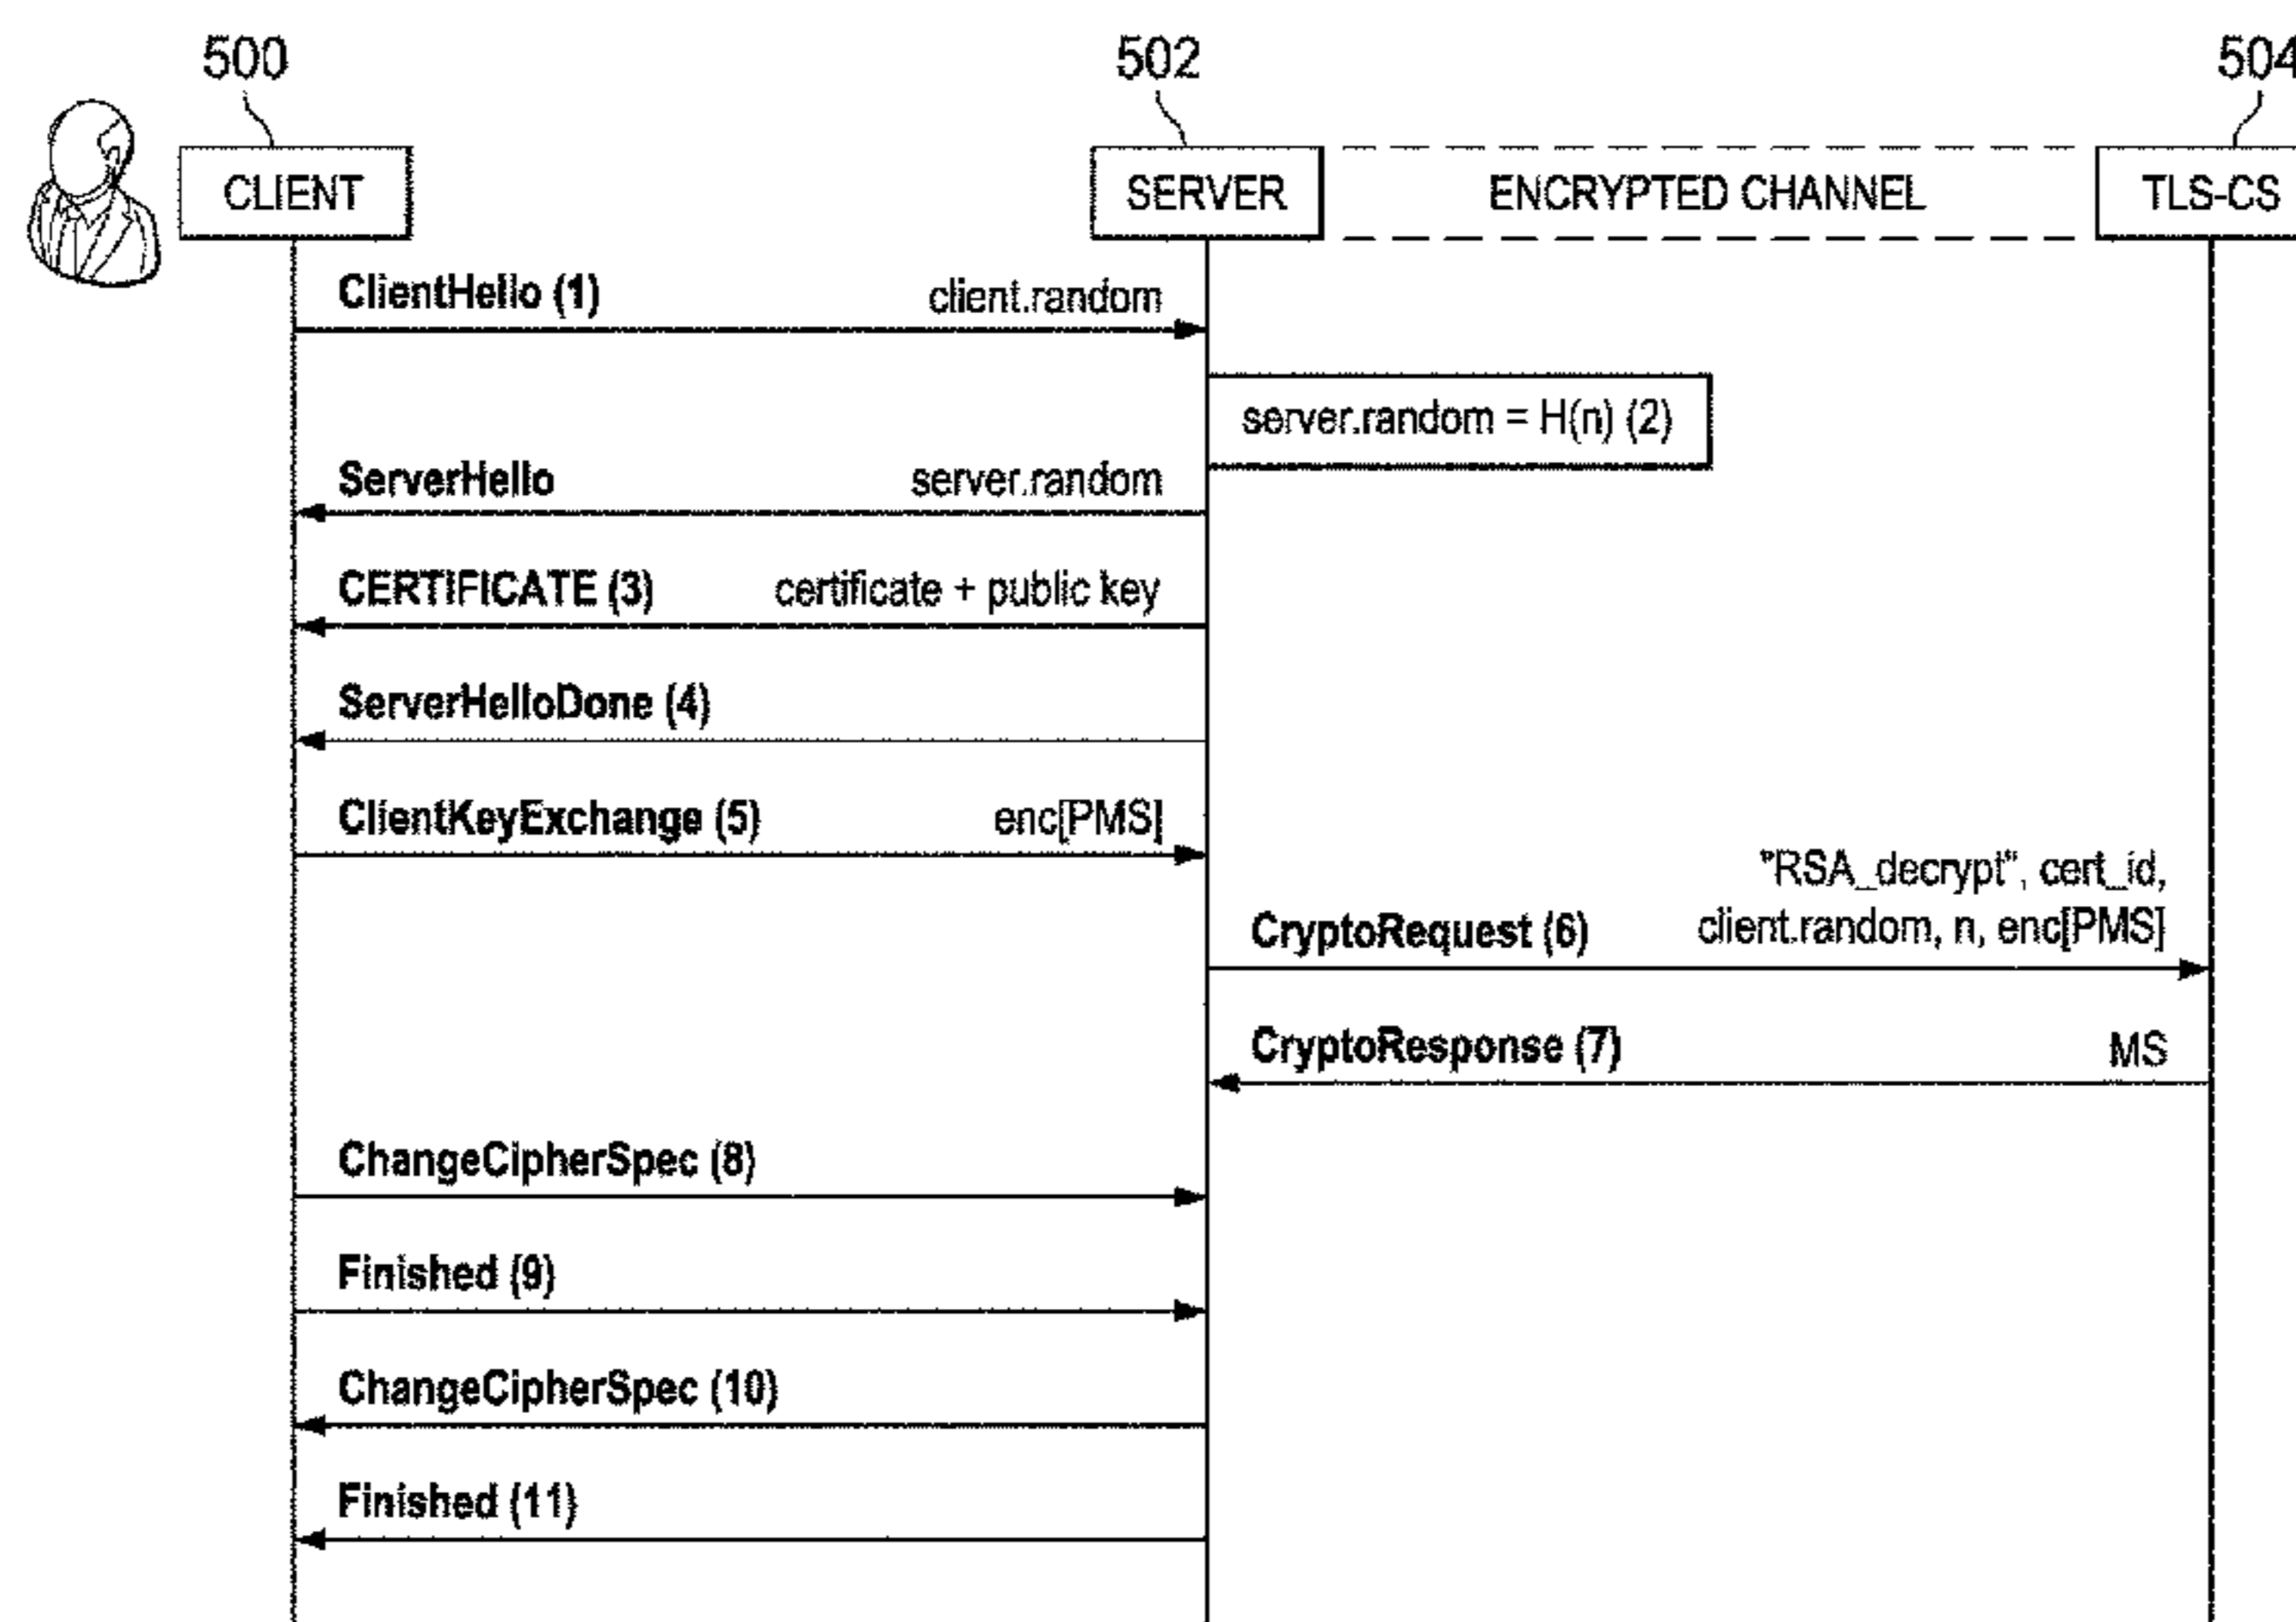 500
502
504
CLIENT
SERVER
ENCRYPTED CHANNEL
TLS-CS
ClientHello (1) client.random
server.random = H(n) (2)
ServerHello server.random
CERTIFICATE (3) certificate + public key
ServerHelloDone (4)
ClientKeyExchange (5) enc[PMS]
"RSA_decrypt", cert_id,
CryptoRequest (6) client.random, n, enc[PMS]
CryptoResponse (7) MS
ChangeCipherSpec (8)
Finished (9)
ChangeCipherSpec (10)
Finished (11)